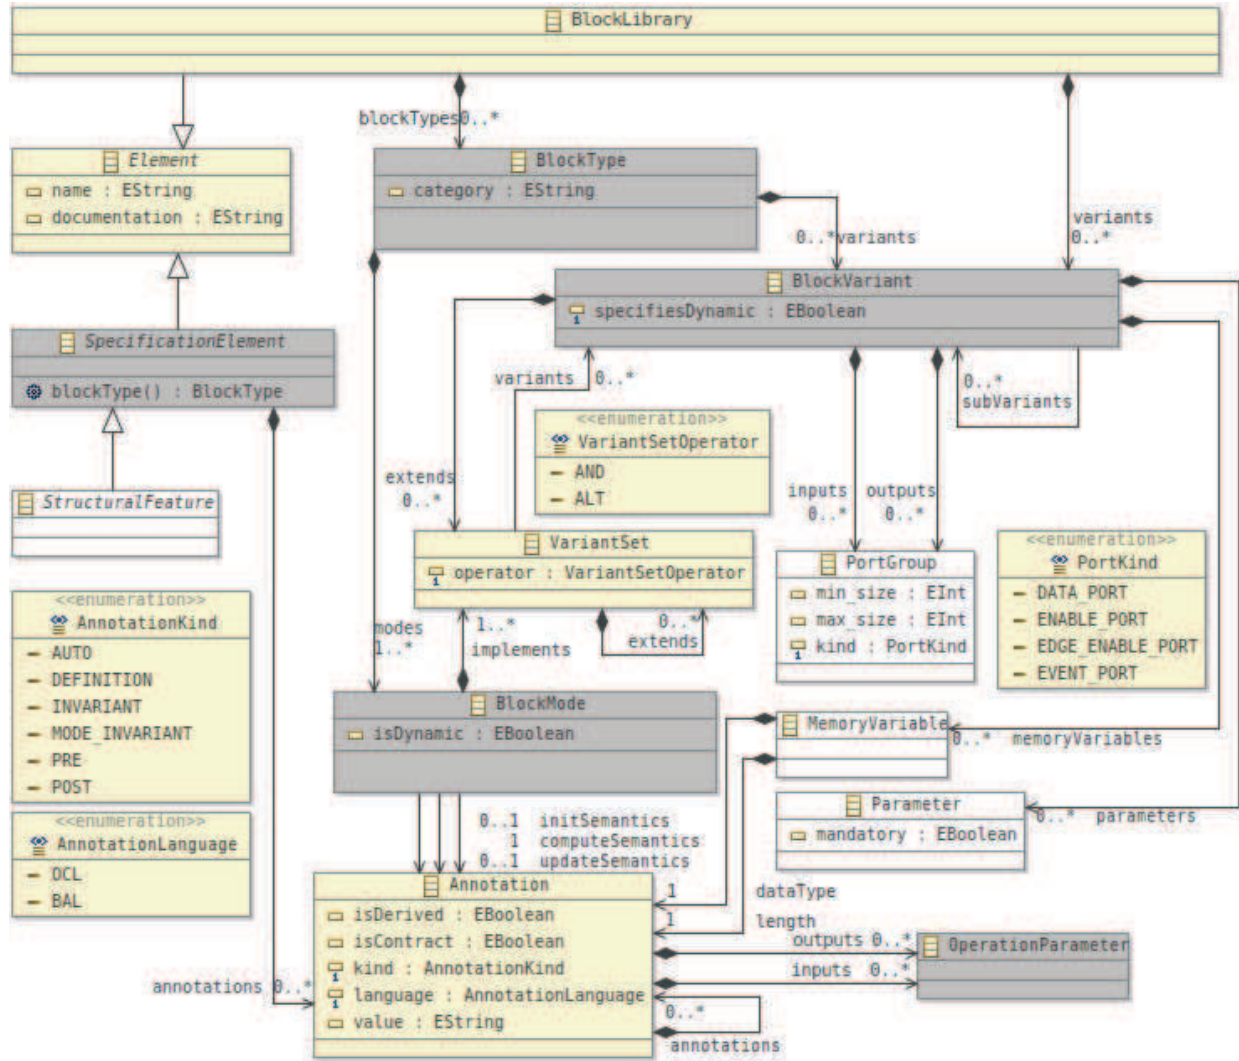 BlockLibrary
blockTypes 0..*
Element
name : EString
documentation : EString
BlockType
category : EString
variants
0..*
0..* variants
BlockVariant
specifiesDynamic : EBoolean
SpecificationElement
blockType() : BlockType
variants 0..*
0..*
subVariants
<<enumeration>>
VariantSetOperator
AND
ALT
extends
0..*
inputs outputs
0..* 0..*
StructuralFeature
VariantSet
operator : VariantSetOperator
PortGroup
min_size : EInt
max_size : EInt
kind : PortKind
<<enumeration>>
PortKind
DATA_PORT
ENABLE_PORT
EDGE_ENABLE_PORT
EVENT_PORT
<<enumeration>>
AnnotationKind
AUTO
DEFINITION
INVARIANT
MODE_INVARIANT
PRE
POST
modes
1..*
1..*
implements
0..*
extends
BlockMode
isDynamic : EBoolean
MemoryVariable
0..* memoryVariables
Parameter
mandatory : EBoolean
0..* parameters
<<enumeration>>
AnnotationLanguage
OCL
BAL
0..1 initSemantics
1 computeSemantics
0..1 updateSemantics
Annotation
isDerived : EBoolean
isContract : EBoolean
kind : AnnotationKind
language : AnnotationLanguage
value : EString
1 dataType
1 length
outputs 0..*
inputs 0..*
OperationParameter
annotations 0..*
0..*
annotations